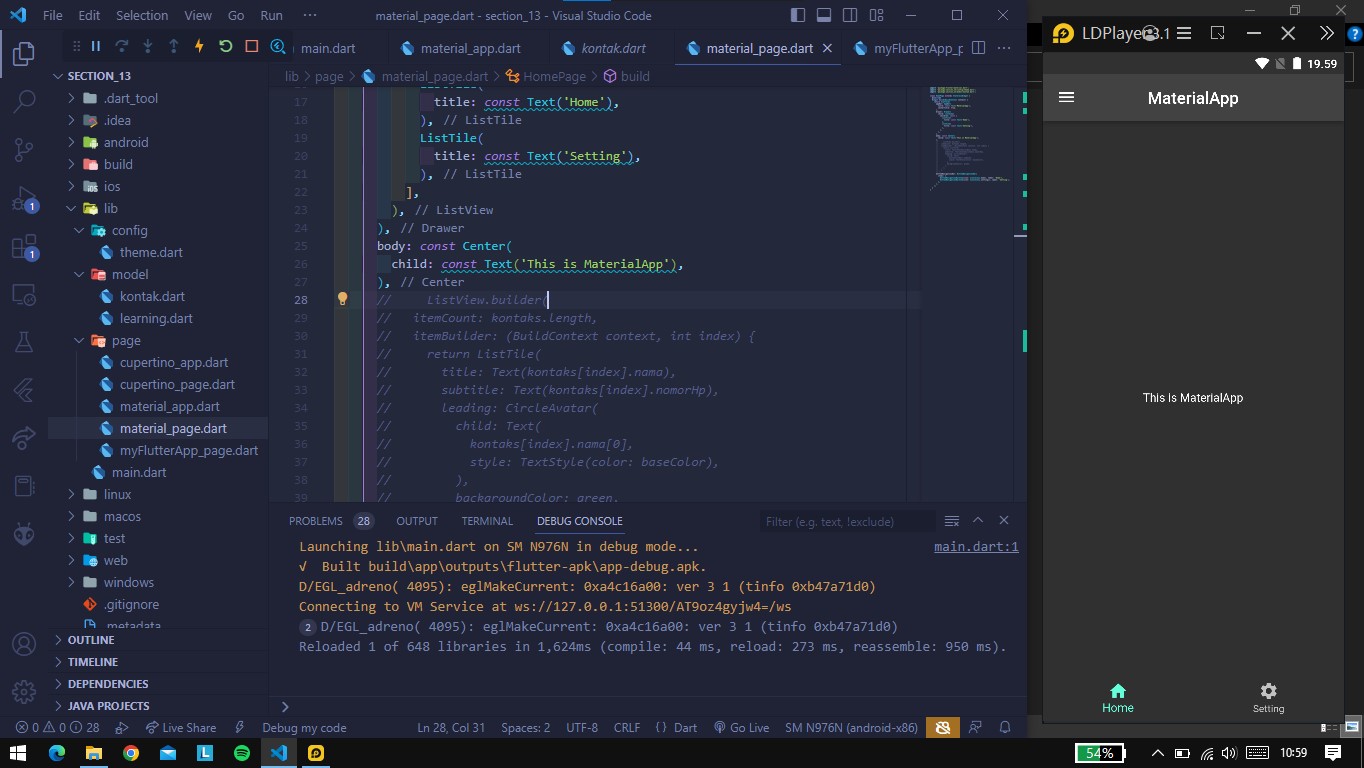 File Edit Selection View Go Run ··· material_page.dart - section_13 - Visual Studio Code
main.dart material_app.dart kontak.dart material_page.dart myFlutterApp_p
lib > page > material_page.dart > HomePage > build
SECTION_13
.dart_tool
.idea
android
build
ios
lib
config
theme.dart
model
kontak.dart
learning.dart
page
cupertino_app.dart
cupertino_page.dart
material_app.dart
material_page.dart
myFlutterApp_page.dart
main.dart
linux
macos
test
web
windows
.gitignore
.metadata
OUTLINE
TIMELINE
DEPENDENCIES
JAVA PROJECTS
1
1
17 title: const Text('Home'),
18 ), // ListTile
19 ListTile(
20 title: const Text('Setting'),
21 ), // ListTile
22 ],
23 ), // ListView
24 ), // Drawer
25 body: const Center(
26 child: const Text('This is MaterialApp'),
27 ), // Center
28 // ListView.builder(
29 // itemCount: kontaks.length,
30 // itemBuilder: (BuildContext context, int index) {
31 // return ListTile(
32 // title: Text(kontaks[index].nama),
33 // subtitle: Text(kontaks[index].nomorHp),
34 // leading: CircleAvatar(
35 // child: Text(
36 // kontaks[index].nama[0],
37 // style: TextStyle(color: baseColor),
38 // ),
39 // backgroundColor: green,
PROBLEMS 28 OUTPUT TERMINAL DEBUG CONSOLE Filter (e.g. text, !exclude)
Launching lib\main.dart on SM N976N in debug mode... main.dart:1
√ Built build\app\outputs\flutter-apk\app-debug.apk.
D/EGL_adreno( 4095): eglMakeCurrent: 0xa4c16a00: ver 3 1 (tinfo 0xb47a71d0)
Connecting to VM Service at ws://127.0.0.1:51300/AT9oz4gyjw4=/ws
2 D/EGL_adreno( 4095): eglMakeCurrent: 0xa4c16a00: ver 3 1 (tinfo 0xb47a71d0)
Reloaded 1 of 648 libraries in 1,624ms (compile: 44 ms, reload: 273 ms, reassemble: 950 ms).
0 0 28 Live Share Debug my code Ln 28, Col 31 Spaces: 2 UTF-8 CRLF { } Dart Go Live SM N976N (android-x86)
LDPlayer 3.1
19.59
MaterialApp
This is MaterialApp
Home Setting
54% 10:59